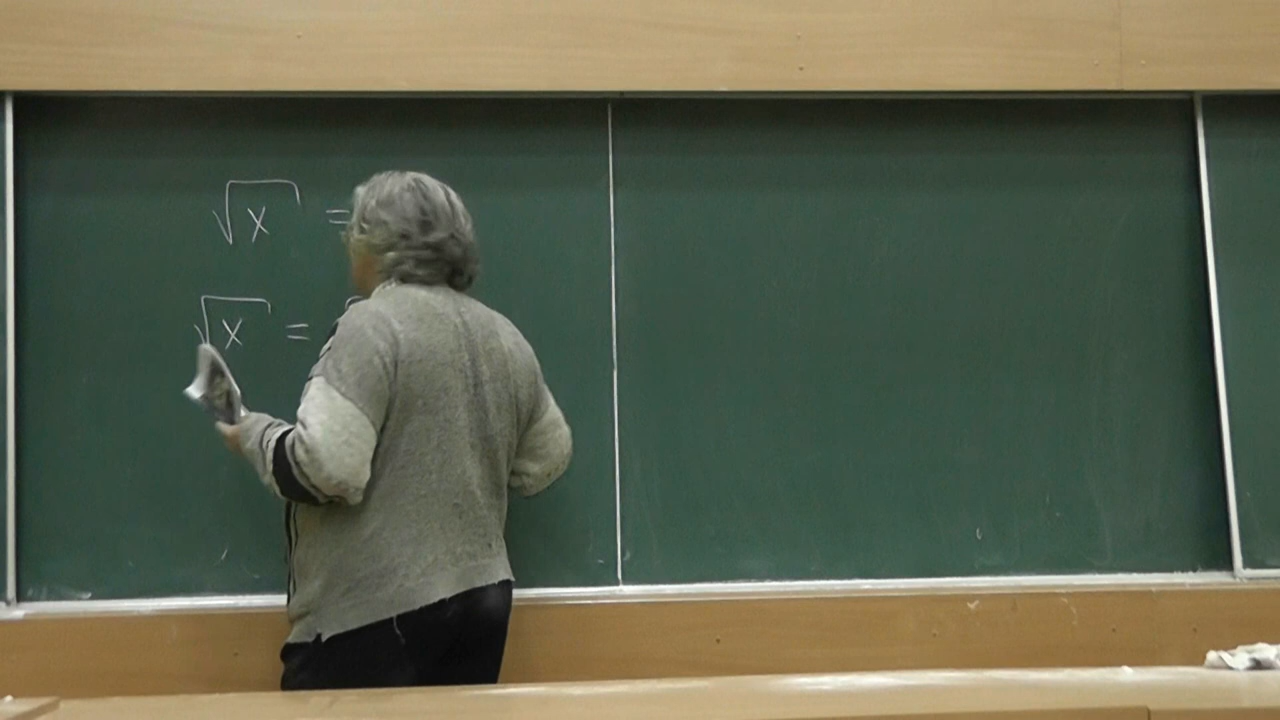 √x =
√x =